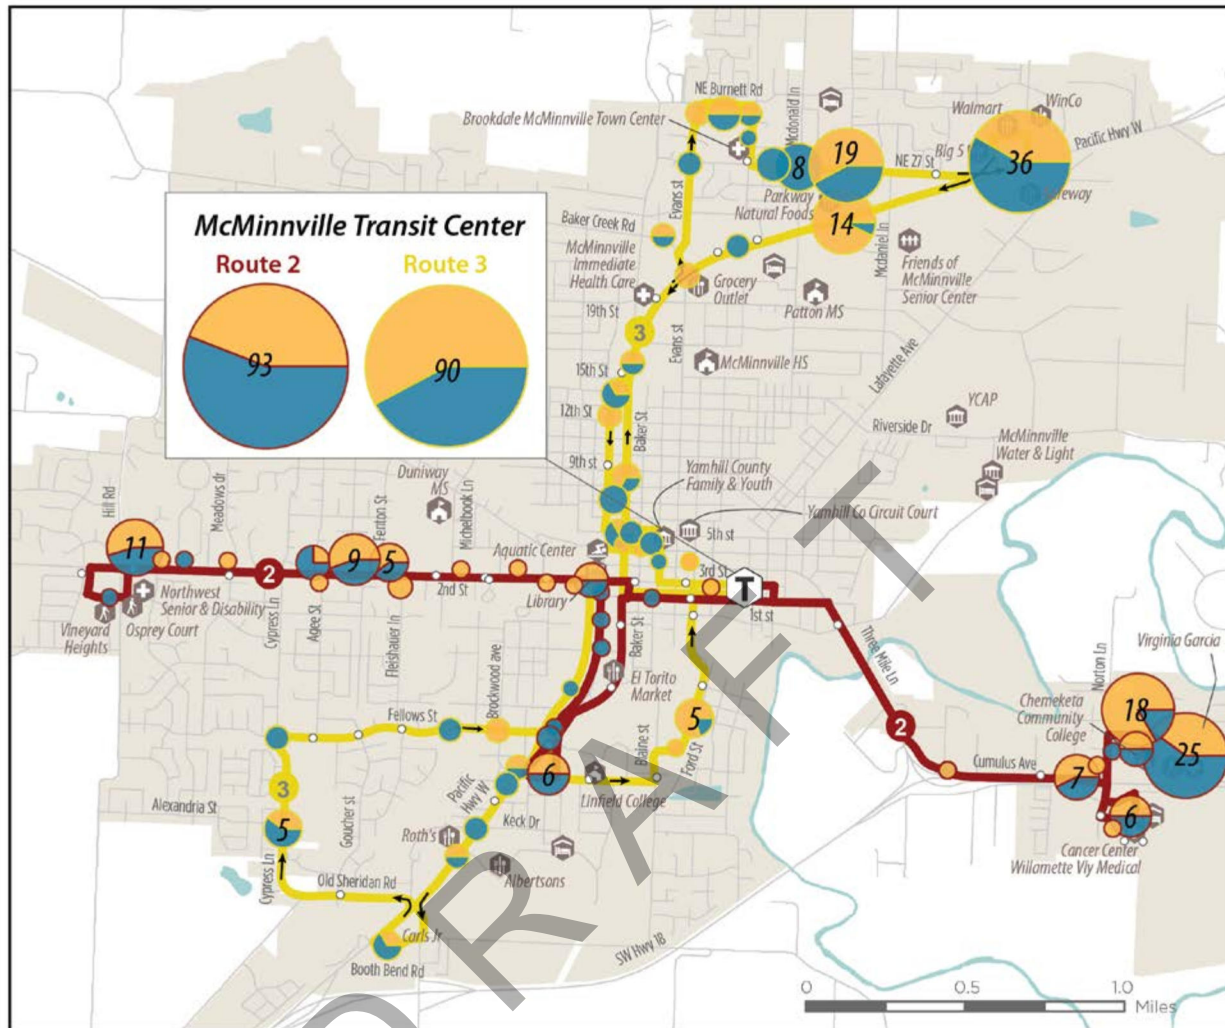 NE Burnett Rd
Brookdale McMinnville Town Center
Mcdonald ln
Walmart
WinCo
Pacific Hwy W
Big 5
8
19
NE 27 St
36
Parkway
Natural Foods
14
Mcdaniel ln
Evans st
Baker Creek Rd
McMinnville
Immediate
Health Care
Grocery
Outlet
Friends of
McMinnville
Senior Center
Patton MS
19th St
3
Evans st
McMinnville HS
Lafayette Ave
McMinnville Transit Center
Route 2
Route 3
93
90
15th St
12th St
Baker St
9th st
YCAP
Riverside Dr
McMinnville
Water & Light
Yamhill County
Family & Youth
Yamhill Co Circuit Court
Duniway
MS
Hill Rd
Meadows dr
Fenton St
Michelbook Ln
Aquatic Center
5th st
3rd St
T
1st st
11
2
9
5
2nd St
Library
Northwest
Senior & Disability
Osprey Court
Vineyard
Heights
Cypress Ln
Agee St
Fleishauer ln
Brockwood ave
Baker St
El Torito
Market
Three Mile Ln
Virginia Garcia
Norton Ln
Chemeketa
Community
College
18
25
2
Cumulus Ave
7
6
Cancer Center
Willamette Vly Medical
Fellows St
5
Blaine st
Ford St
6
Linfield College
Pacific
Hwy W
Keck Dr
3
Alexandria St
5
Goucher st
Roth's
Albertsons
Cypress Ln
Old Sheridan Rd
Carls Jr
Booth Bend Rd
SW Hwy 18
DRAFT
0 0.5 1.0
Miles